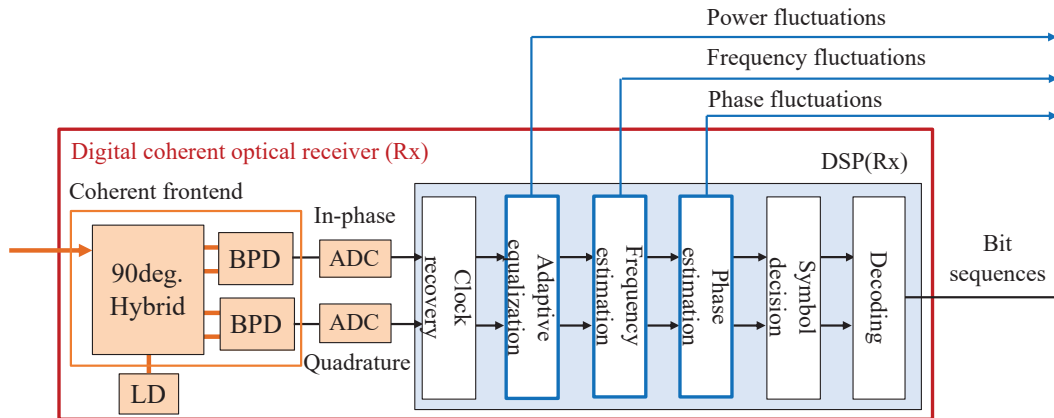 Power fluctuations
Frequency fluctuations
Phase fluctuations
Digital coherent optical receiver (Rx)
DSP(Rx)
Coherent frontend
In-phase
90deg.
Hybrid
BPD
BPD
ADC
ADC
Quadrature
LD
Clock
recovery
Adaptive
equalization
Frequency
estimation
Phase
estimation
Symbol
decision
Decoding
Bit
sequences